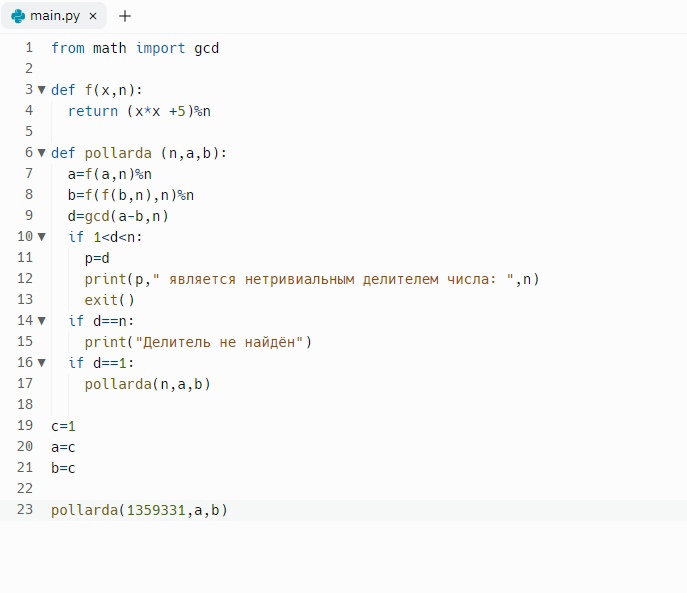 main.py × +
1 from math import gcd
2
3 def f(x,n):
4 return (x*x +5)%n
5
6 def pollarda (n,a,b):
7 a=f(a,n)%n
8 b=f(f(b,n),n)%n
9 d=gcd(a-b,n)
10 if 1<d<n:
11 p=d
12 print(p," является нетривиальным делителем числа: ",n)
13 exit()
14 if d==n:
15 print("Делитель не найдён")
16 if d==1:
17 pollarda(n,a,b)
18
19 c=1
20 a=c
21 b=c
22
23 pollarda(1359331,a,b)